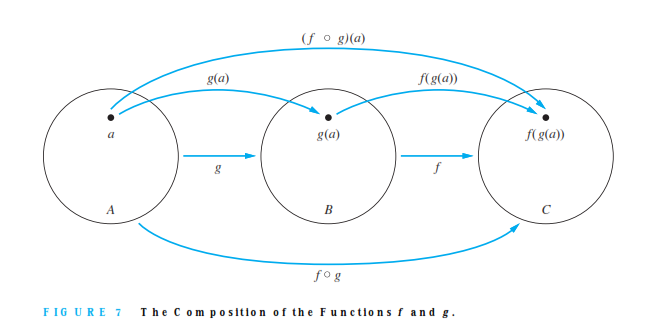 (f ∘ g)(a)
g(a)
f(g(a))
a
g(a)
f(g(a))
g
f
A
B
C
f ∘ g
FIGURE 7 The Composition of the Functions f and g.